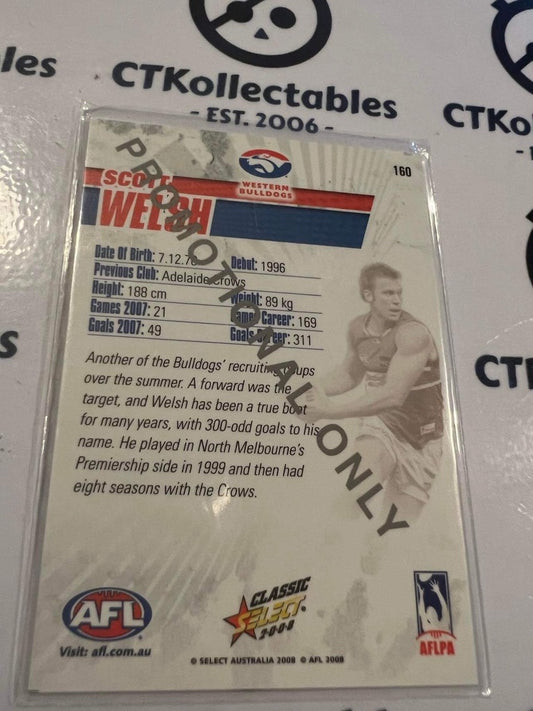 les
CTKollectables
- EST. 2006 -
CTKo
160
WESTERN
BULLDOGS
SCOTT
WELSH
PROMOTIONAL ONLY
Date Of Birth: 7.12.78
Debut: 1996
Previous Club: Adelaide Crows
Height: 188 cm
Weight: 89 kg
Games 2007: 21
Games Career: 169
Goals 2007: 49
Goals Career: 311
Another of the Bulldogs' recruiting coups
over the summer. A forward was the
target, and Welsh has been a true boot
for many years, with 300-odd goals to his
name. He played in North Melbourne's
Premiership side in 1999 and then had
eight seasons with the Crows.
s
CT
AFL
Visit: afl.com.au
CLASSIC
SELECT
2008
© SELECT AUSTRALIA 2008 © AFL 2008
AFLPA